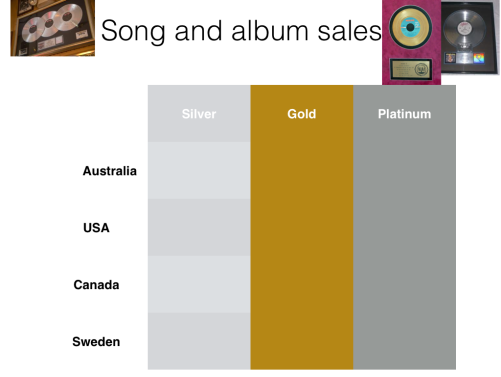 Song and album sales
Silver Gold Platinum
Australia
USA
Canada
Sweden